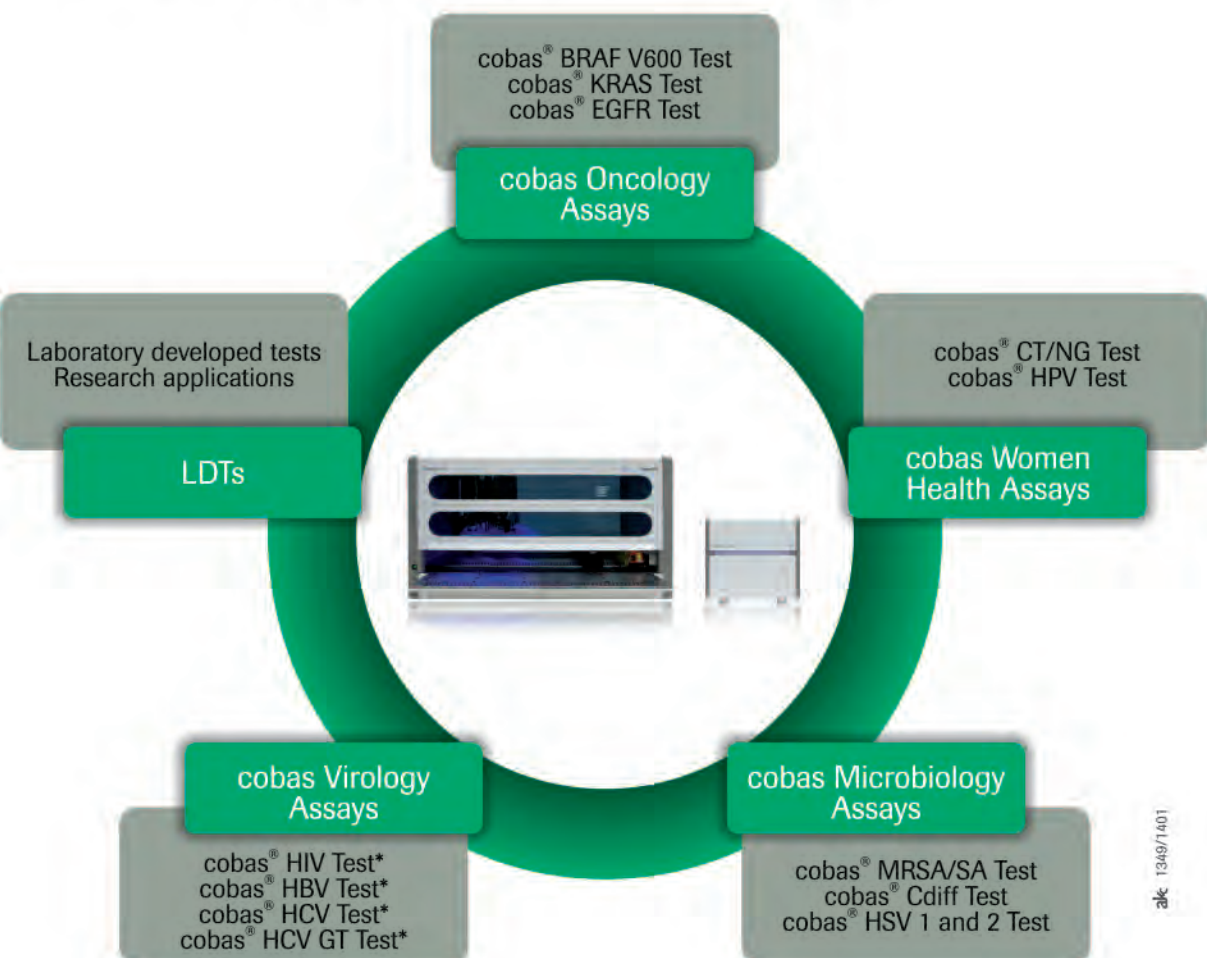 cobas® BRAF V600 Test
cobas® KRAS Test
cobas® EGFR Test
cobas Oncology
Assays
Laboratory developed tests
Research applications
LDTs
cobas® CT/NG Test
cobas® HPV Test
cobas Women
Health Assays
cobas Virology
Assays
cobas® HIV Test*
cobas® HBV Test*
cobas® HCV Test*
cobas® HCV GT Test*
cobas Microbiology
Assays
cobas® MRSA/SA Test
cobas® Cdiff Test
cobas® HSV 1 and 2 Test
1349/1401